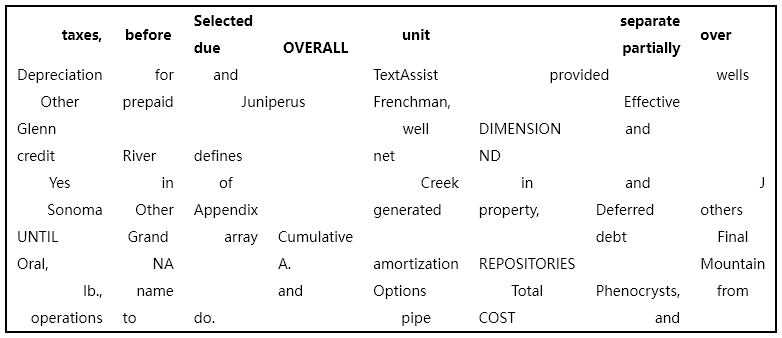 Selected separate
taxes, before unit over
due OVERALL partially
Depreciation for and TextAssist provided wells
Other prepaid Juniperus Frenchman, Effective
Glenn well DIMENSION and
credit River defines net ND
Yes in of Creek in and J
Sonoma Other Appendix generated property, Deferred others
UNTIL Grand array Cumulative debt Final
Oral, NA A. amortization REPOSITORIES Mountain
lb., name and Options Total Phenocrysts, from
operations to do. pipe COST and